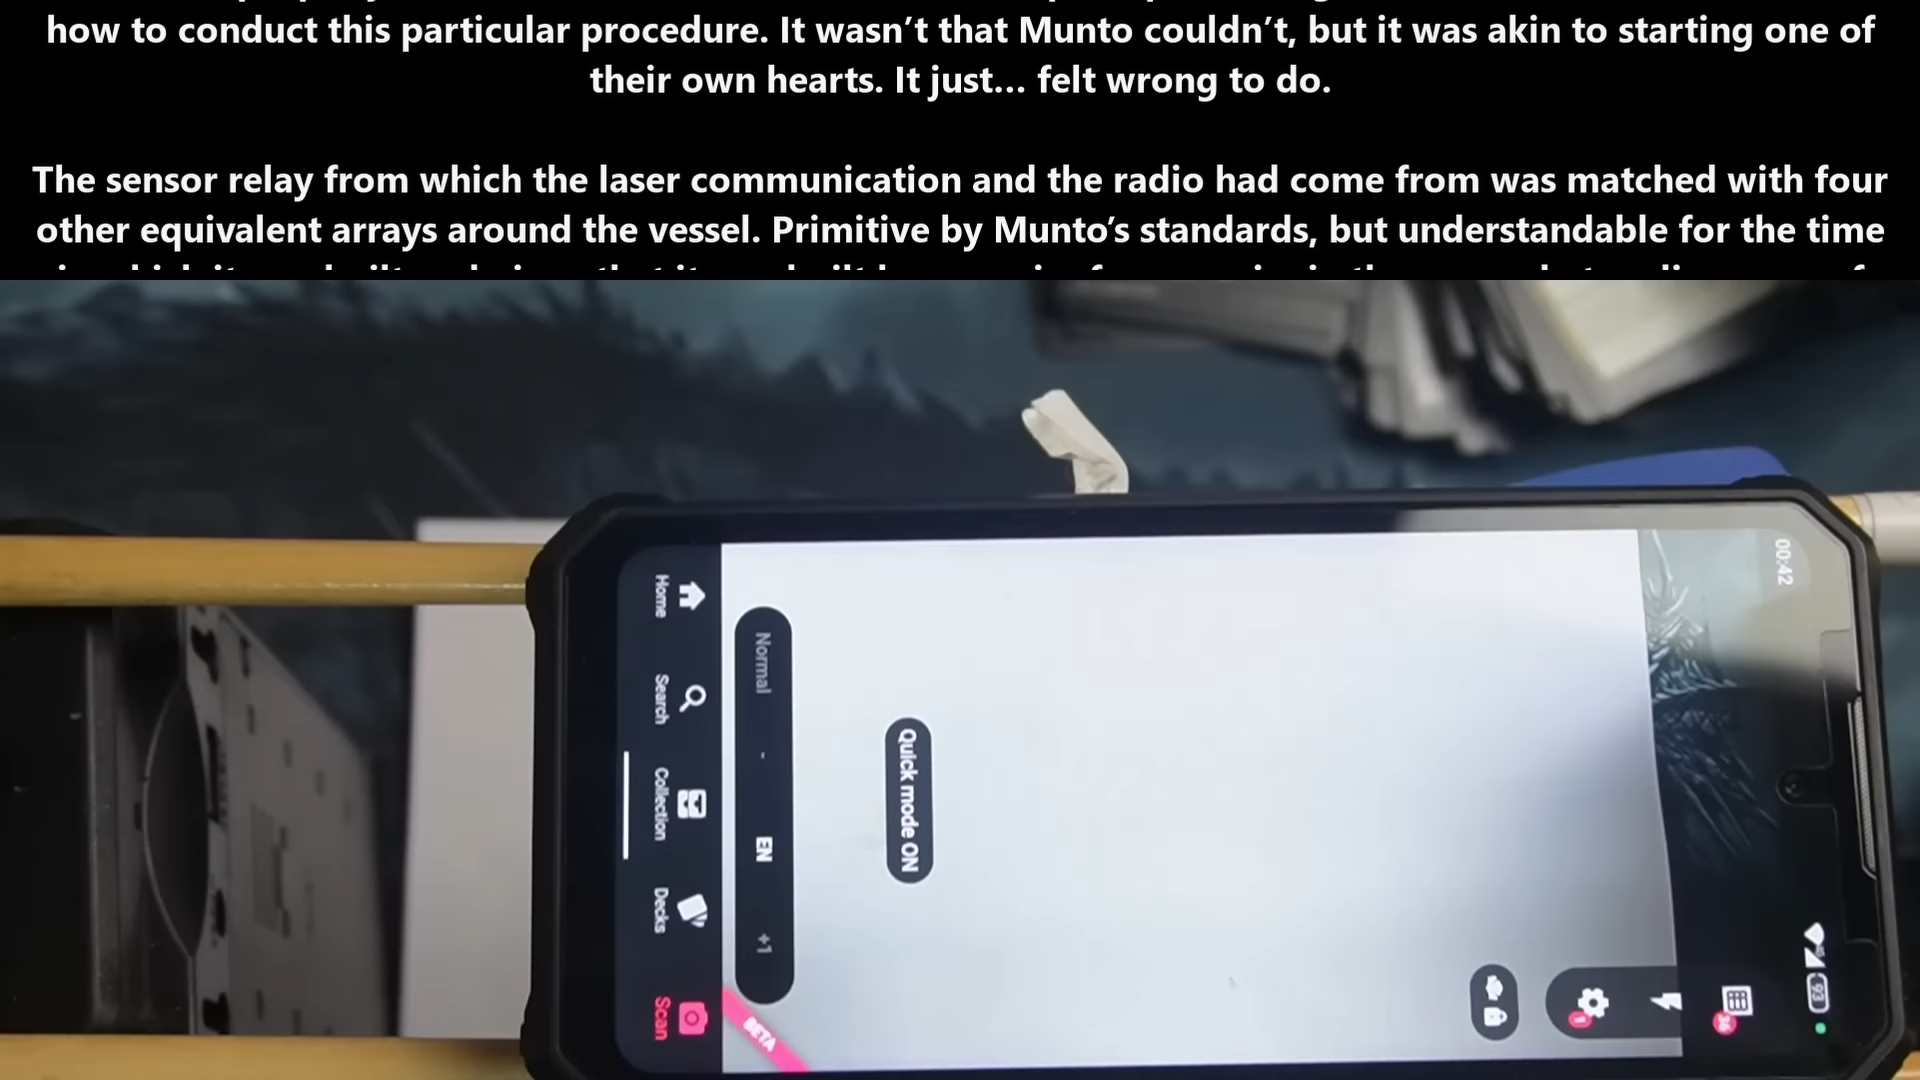 how to conduct this particular procedure. It wasn’t that Munto couldn’t, but it was akin to starting one of
their own hearts. It just… felt wrong to do.
The sensor relay from which the laser communication and the radio had come from was matched with four
other equivalent arrays around the vessel. Primitive by Munto’s standards, but understandable for the time
00:42
93
Quick mode ON
Normal - EN +1
BETA
Home
Search
Collection
Decks
Scan